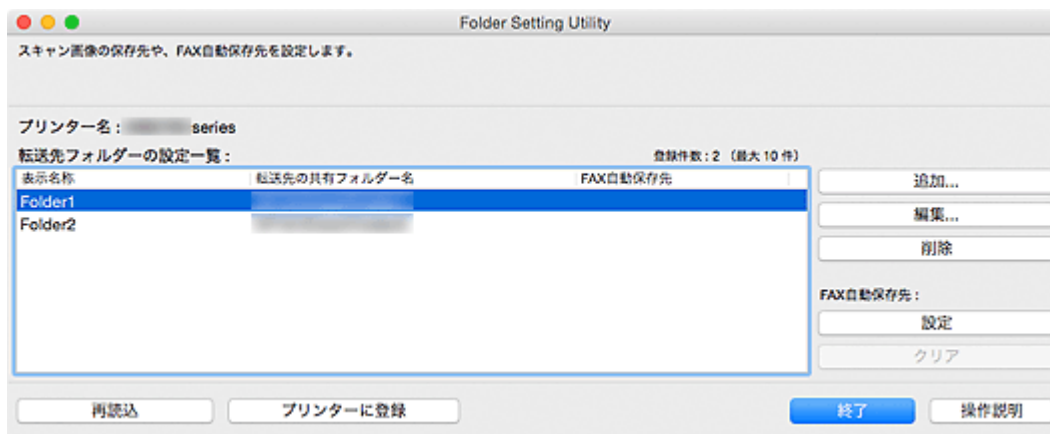 Folder Setting Utility
スキャン画像の保存先や、FAX自動保存先を設定します。
プリンター名： series
転送先フォルダーの設定一覧： 登録件数：2 （最大 10 件）
表示名称 転送先の共有フォルダー名 FAX自動保存先
Folder1
Folder2
追加...
編集...
削除
FAX自動保存先：
設定
クリア
再読込 プリンターに登録 終了 操作説明